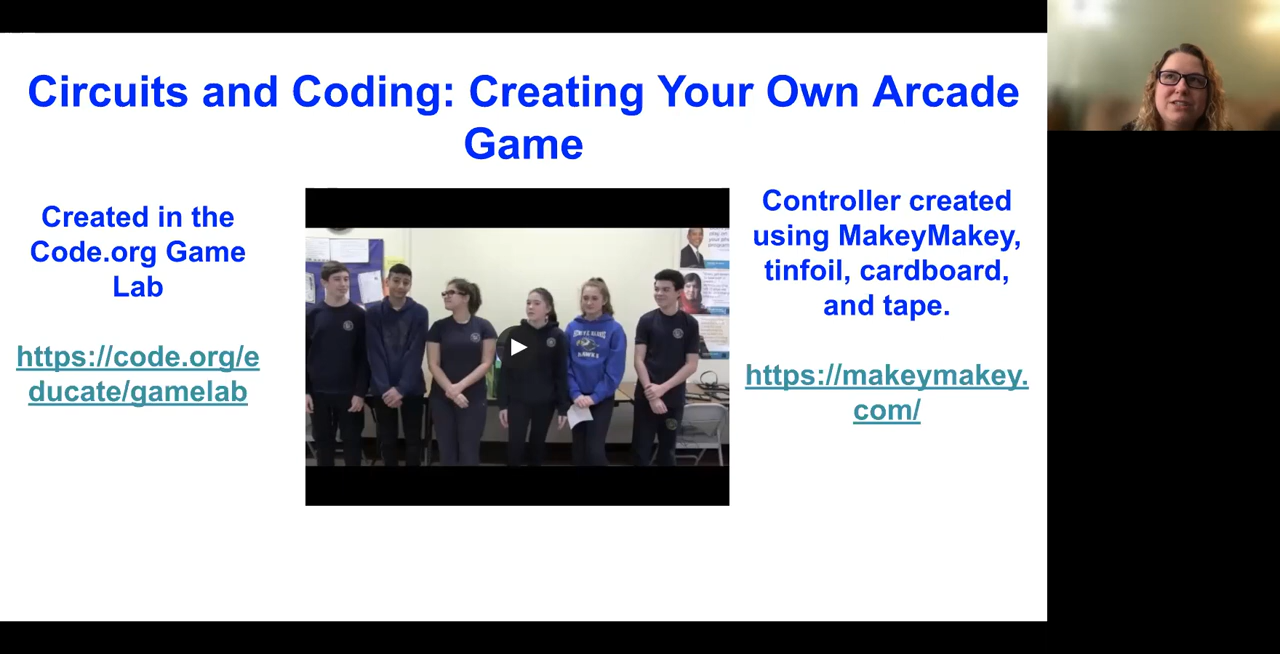 Circuits and Coding: Creating Your Own Arcade
Game
Created in the
Code.org Game
Lab
https://code.org/e
ducate/gamelab
Controller created
using MakeyMakey,
tinfoil, cardboard,
and tape.
https://makeymakey.
com/